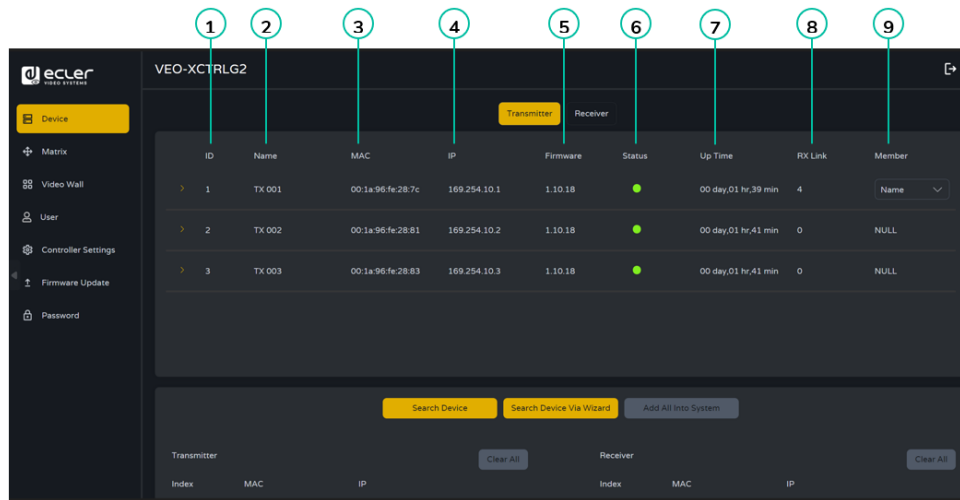 1 2 3 4 5 6 7 8 9
ecler
VIDEO SYSTEMS
VEO-XCTRLG2
Device
Matrix
Video Wall
User
Controller Settings
Firmware Update
Password
Transmitter Receiver
ID Name MAC IP Firmware Status Up Time RX Link Member
1 TX 001 00:1a:96:fe:28:7c 169.254.10.1 1.10.18 00 day,01 hr,39 min 4 Name
2 TX 002 00:1a:96:fe:28:81 169.254.10.2 1.10.18 00 day,01 hr,41 min 0 NULL
3 TX 003 00:1a:96:fe:28:83 169.254.10.3 1.10.18 00 day,01 hr,41 min 0 NULL
Search Device Search Device Via Wizard Add All Into System
Transmitter Clear All Receiver Clear All
Index MAC IP Index MAC IP